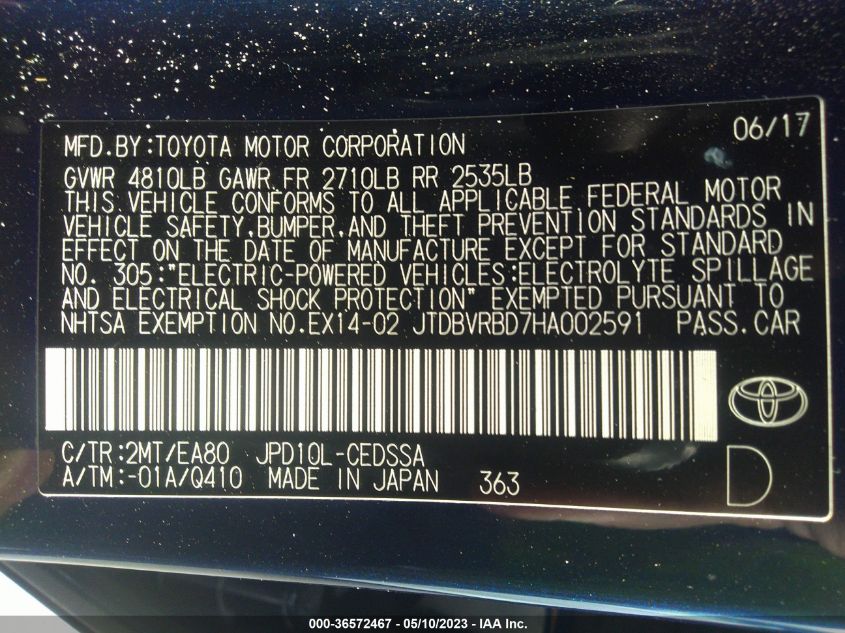 06/17
MFD.BY:TOYOTA MOTOR CORPORATION
GVWR 4810LB GAWR FR 2710LB RR 2535LB
THIS VEHICLE CONFORMS TO ALL APPLICABLE FEDERAL MOTOR
VEHICLE SAFETY,BUMPER,AND THEFT PREVENTION STANDARDS IN
EFFECT ON THE DATE OF MANUFACTURE EXCEPT FOR STANDARD
NO. 305:"ELECTRIC-POWERED VEHICLES:ELECTROLYTE SPILLAGE
AND ELECTRICAL SHOCK PROTECTION" EXEMPTED PURSUANT TO
NHTSA EXEMPTION NO.EX14-02 JTDBVRBD7HA002591 PASS.CAR
C/TR:2MT/EA80 JPD10L-CEDSSA
A/TM:-01A/Q410 MADE IN JAPAN 363
D
000-36572467 - 05/10/2023 - IAA Inc.